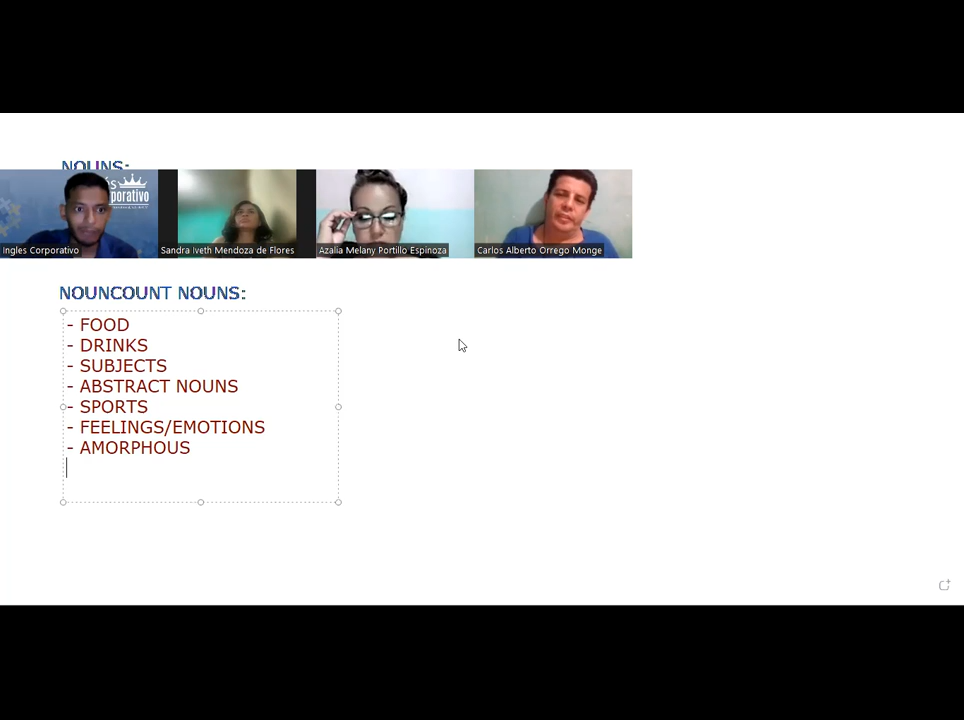 NOUNS:
rporativo
Ingles Corporativo
Sandra Iveth Mendoza de Flores
Azalia Melany Portillo Espinoza
Carlos Alberto Orrego Monge
NOUNCOUNT NOUNS:
- FOOD
- DRINKS
- SUBJECTS
- ABSTRACT NOUNS
- SPORTS
- FEELINGS/EMOTIONS
- AMORPHOUS